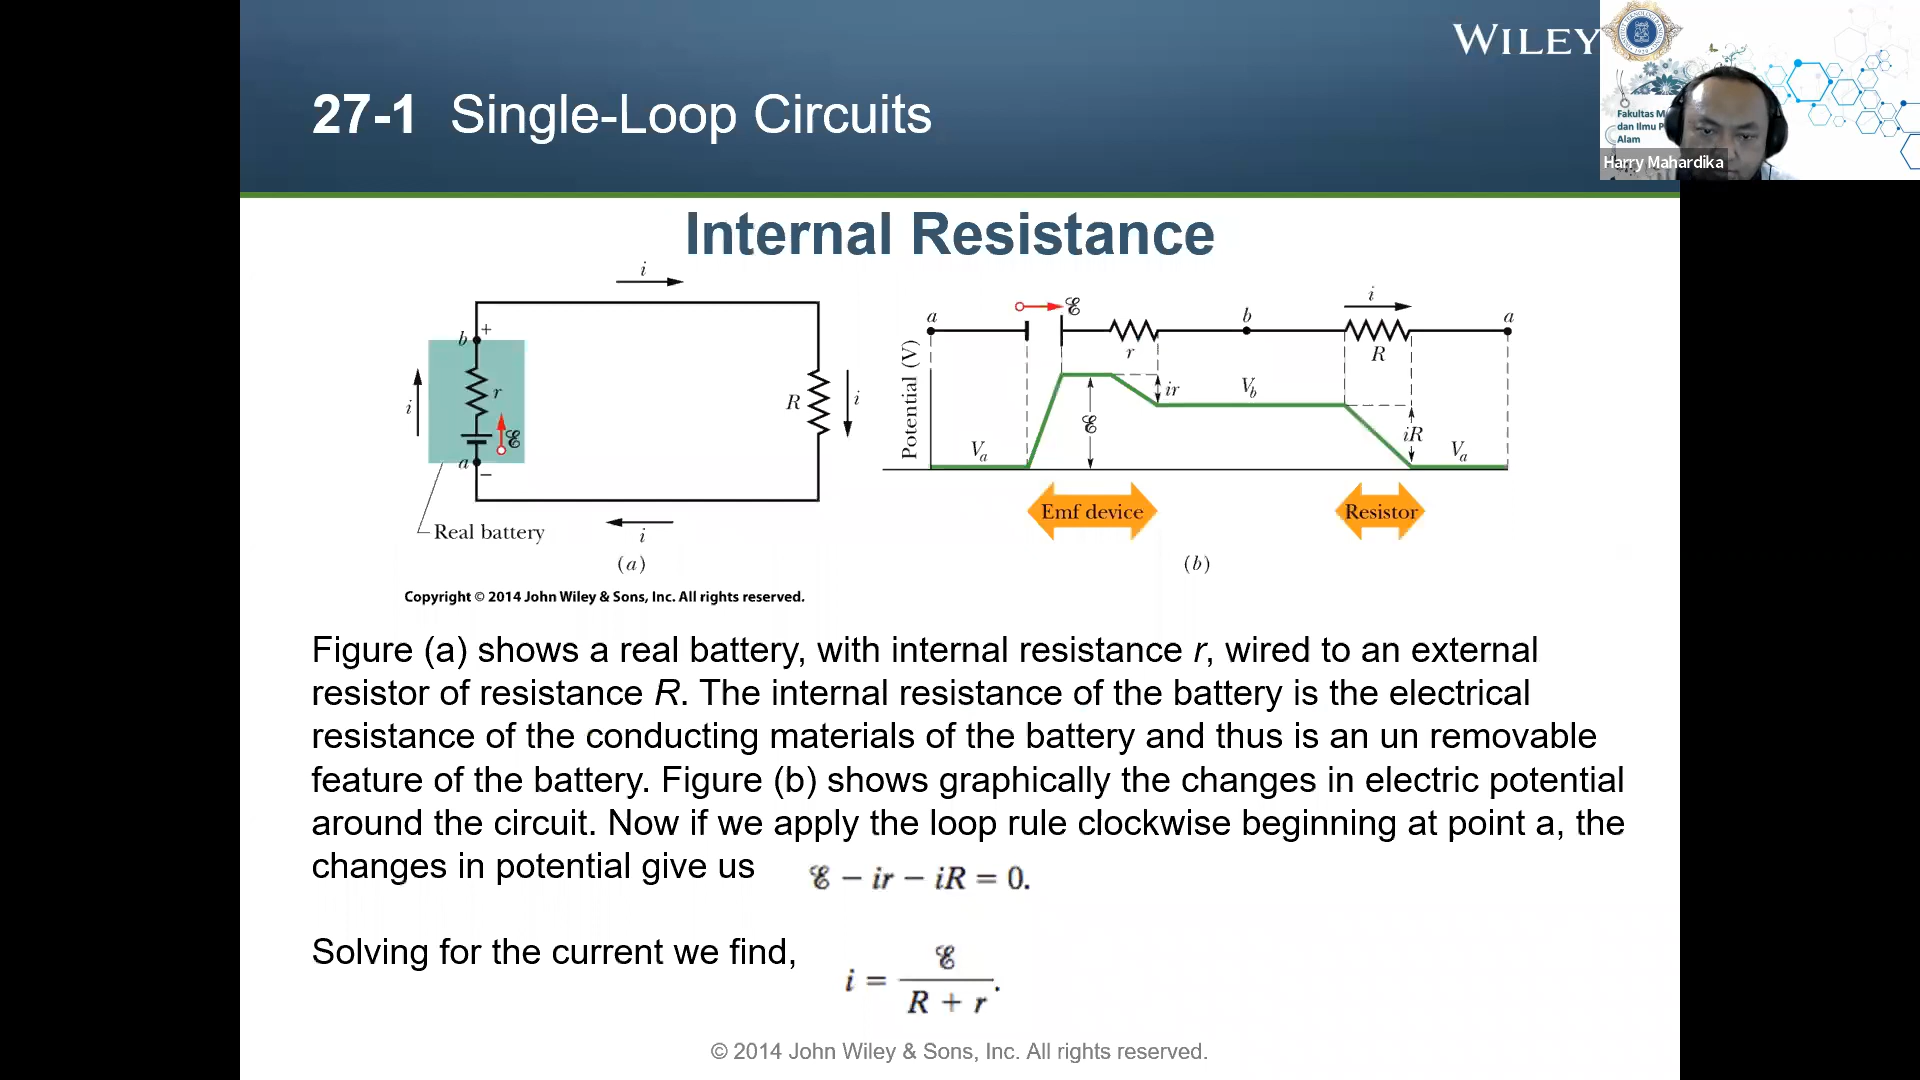 WILEY
27-1 Single-Loop Circuits
Fakultas M
dan Ilmu P
Alam
Harry Mahardika
Internal Resistance
i
b
+
r
i
ℰ
a
−
R
i
Real battery
i
(a)
a
ℰ
b
i
a
r
R
Potential (V)
ir
V_b
ℰ
iR
V_a
V_a
Emf device
Resistor
(b)
Copyright © 2014 John Wiley & Sons, Inc. All rights reserved.
Figure (a) shows a real battery, with internal resistance r, wired to an external
resistor of resistance R. The internal resistance of the battery is the electrical
resistance of the conducting materials of the battery and thus is an un removable
feature of the battery. Figure (b) shows graphically the changes in electric potential
around the circuit. Now if we apply the loop rule clockwise beginning at point a, the
changes in potential give us ℰ − ir − iR = 0.
Solving for the current we find,
i = ℰ / (R + r).
© 2014 John Wiley & Sons, Inc. All rights reserved.